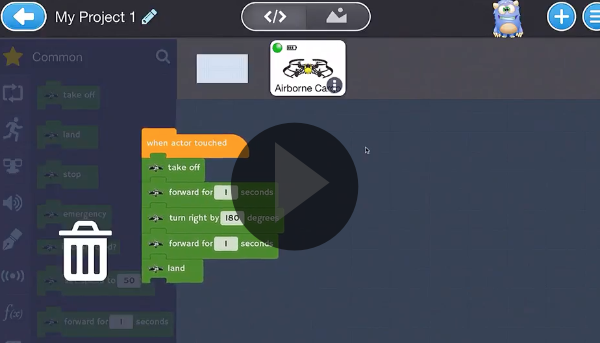 My Project 1
</>
Common
Airborne Ca
take off
land
stop
emergency
forward for 1 seconds
when actor touched
take off
forward for 1 seconds
turn right by 180 degrees
forward for 1 seconds
land
50
f(x)